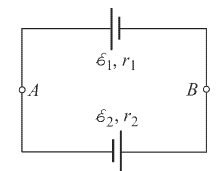 ℰ₁, r₁
A
B
ℰ₂, r₂